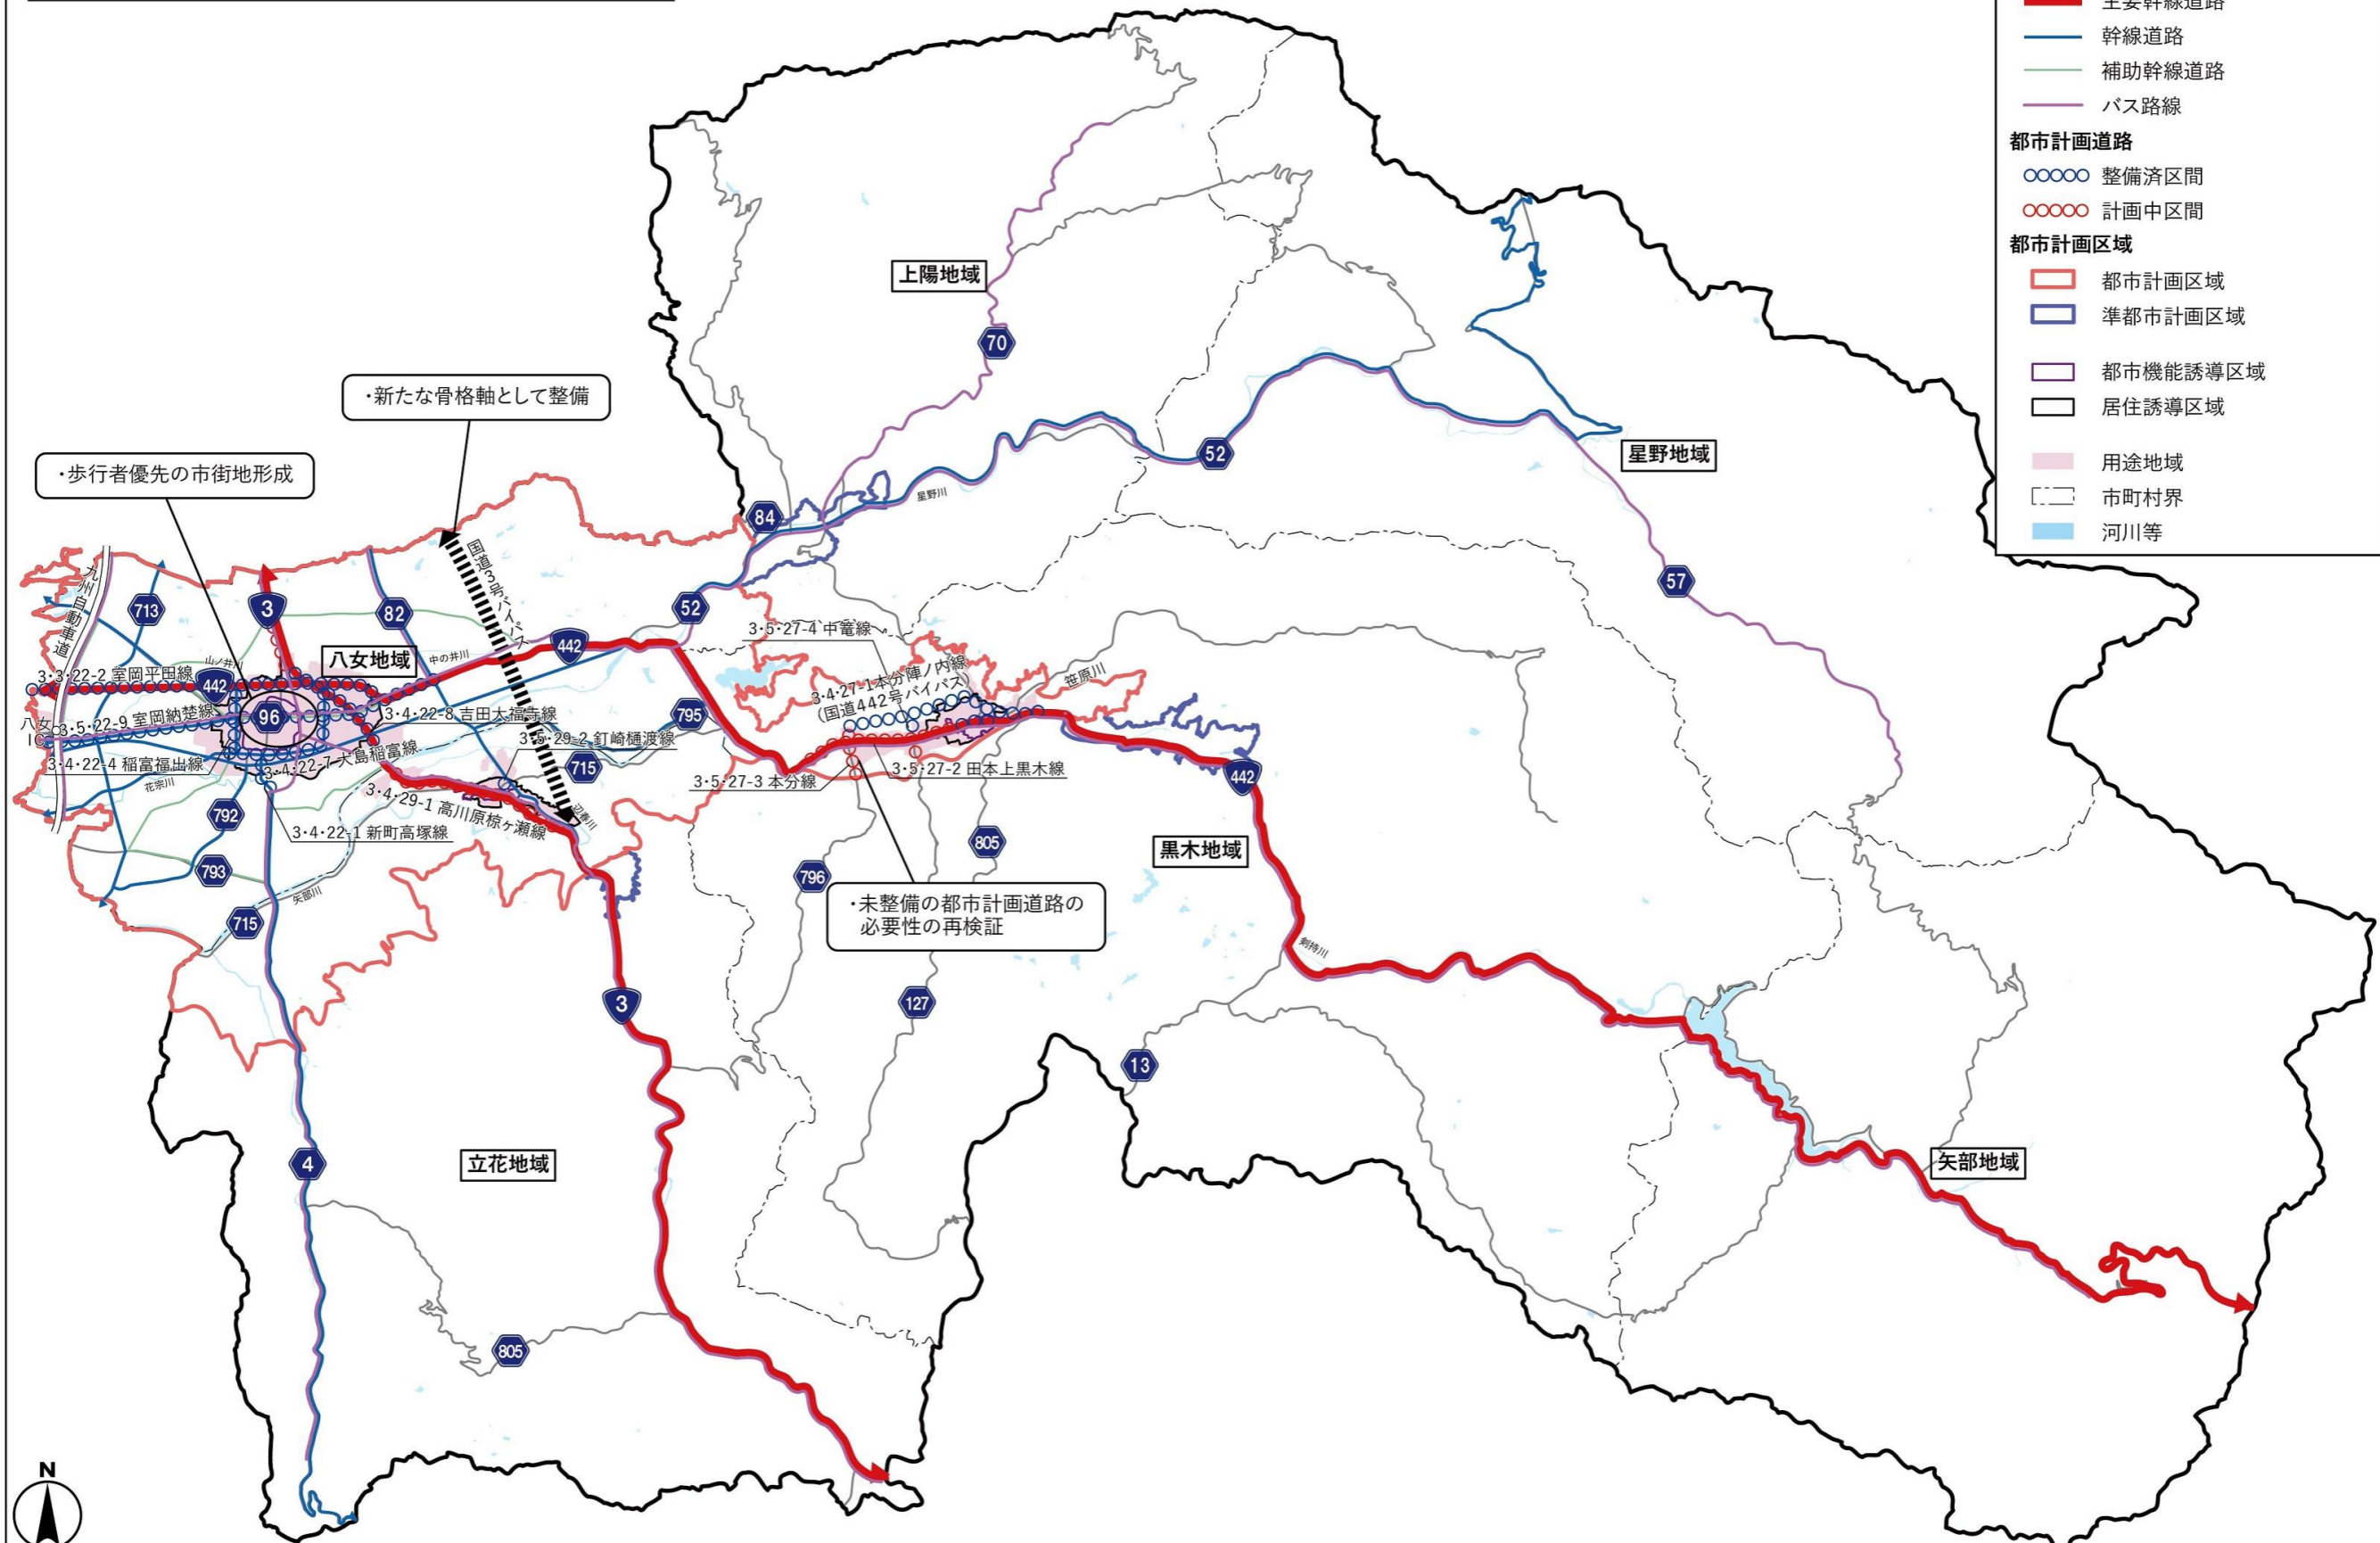 主要幹線道路
幹線道路
補助幹線道路
バス路線
都市計画道路
整備済区間
計画中区間
都市計画区域
都市計画区域
準都市計画区域
都市機能誘導区域
居住誘導区域
用途地域
市町村界
河川等
上陽地域
70
・新たな骨格軸として整備
・歩行者優先の市街地形成
52
星野地域
星野川
84
国道3号バイパス
九州自動車道
713
3
82
52
57
442
3・5・27-4 中竜線
八女地域
山ノ井川
中の井川
3・3・22-2 室岡平田線
442
3・4・27-1本分陣ノ内線
(国道442号バイパス)
笹原川
96
795
八女IC
3・5・22-9 室岡納楚線
3・4・22-8 吉田大福寺線
3・5・29-2 釘崎樋渡線
3・4・22-4 稲富福出線
3・4・22-7 大島稲富線
715
3・5・27-3 本分線
3・5・27-2 田本上黒木線
442
花宗川
3・4・29-1 高川原椋ヶ瀬線
辺春川
792
3・4・22-1 新町高塚線
805
黒木地域
793
796
矢部川
715
・未整備の都市計画道路の
必要性の再検証
剣持川
3
127
13
4
立花地域
矢部地域
805
N